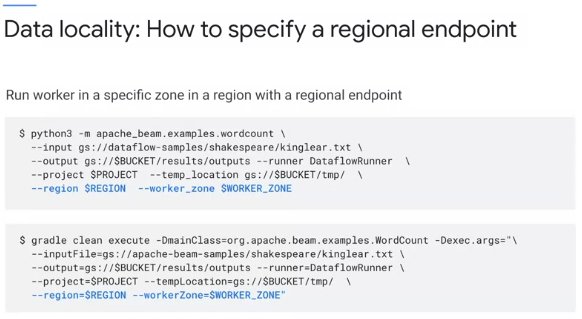 Data locality: How to specify a regional endpoint
Run worker in a specific zone in a region with a regional endpoint
$ python3 -m apache_beam.examples.wordcount \
--input gs://dataflow-samples/shakespeare/kinglear.txt \
--output gs://$BUCKET/results/outputs --runner DataflowRunner \
--project $PROJECT --temp_location gs://$BUCKET/tmp/ \
--region $REGION --worker_zone $WORKER_ZONE
$ gradle clean execute -DmainClass=org.apache.beam.examples.WordCount -Dexec.args="\
--inputFile=gs://apache-beam-samples/shakespeare/kinglear.txt \
--output=gs://$BUCKET/results/outputs --runner=DataflowRunner \
--project=$PROJECT --tempLocation=gs://$BUCKET/tmp/ \
--region=$REGION --workerZone=$WORKER_ZONE"